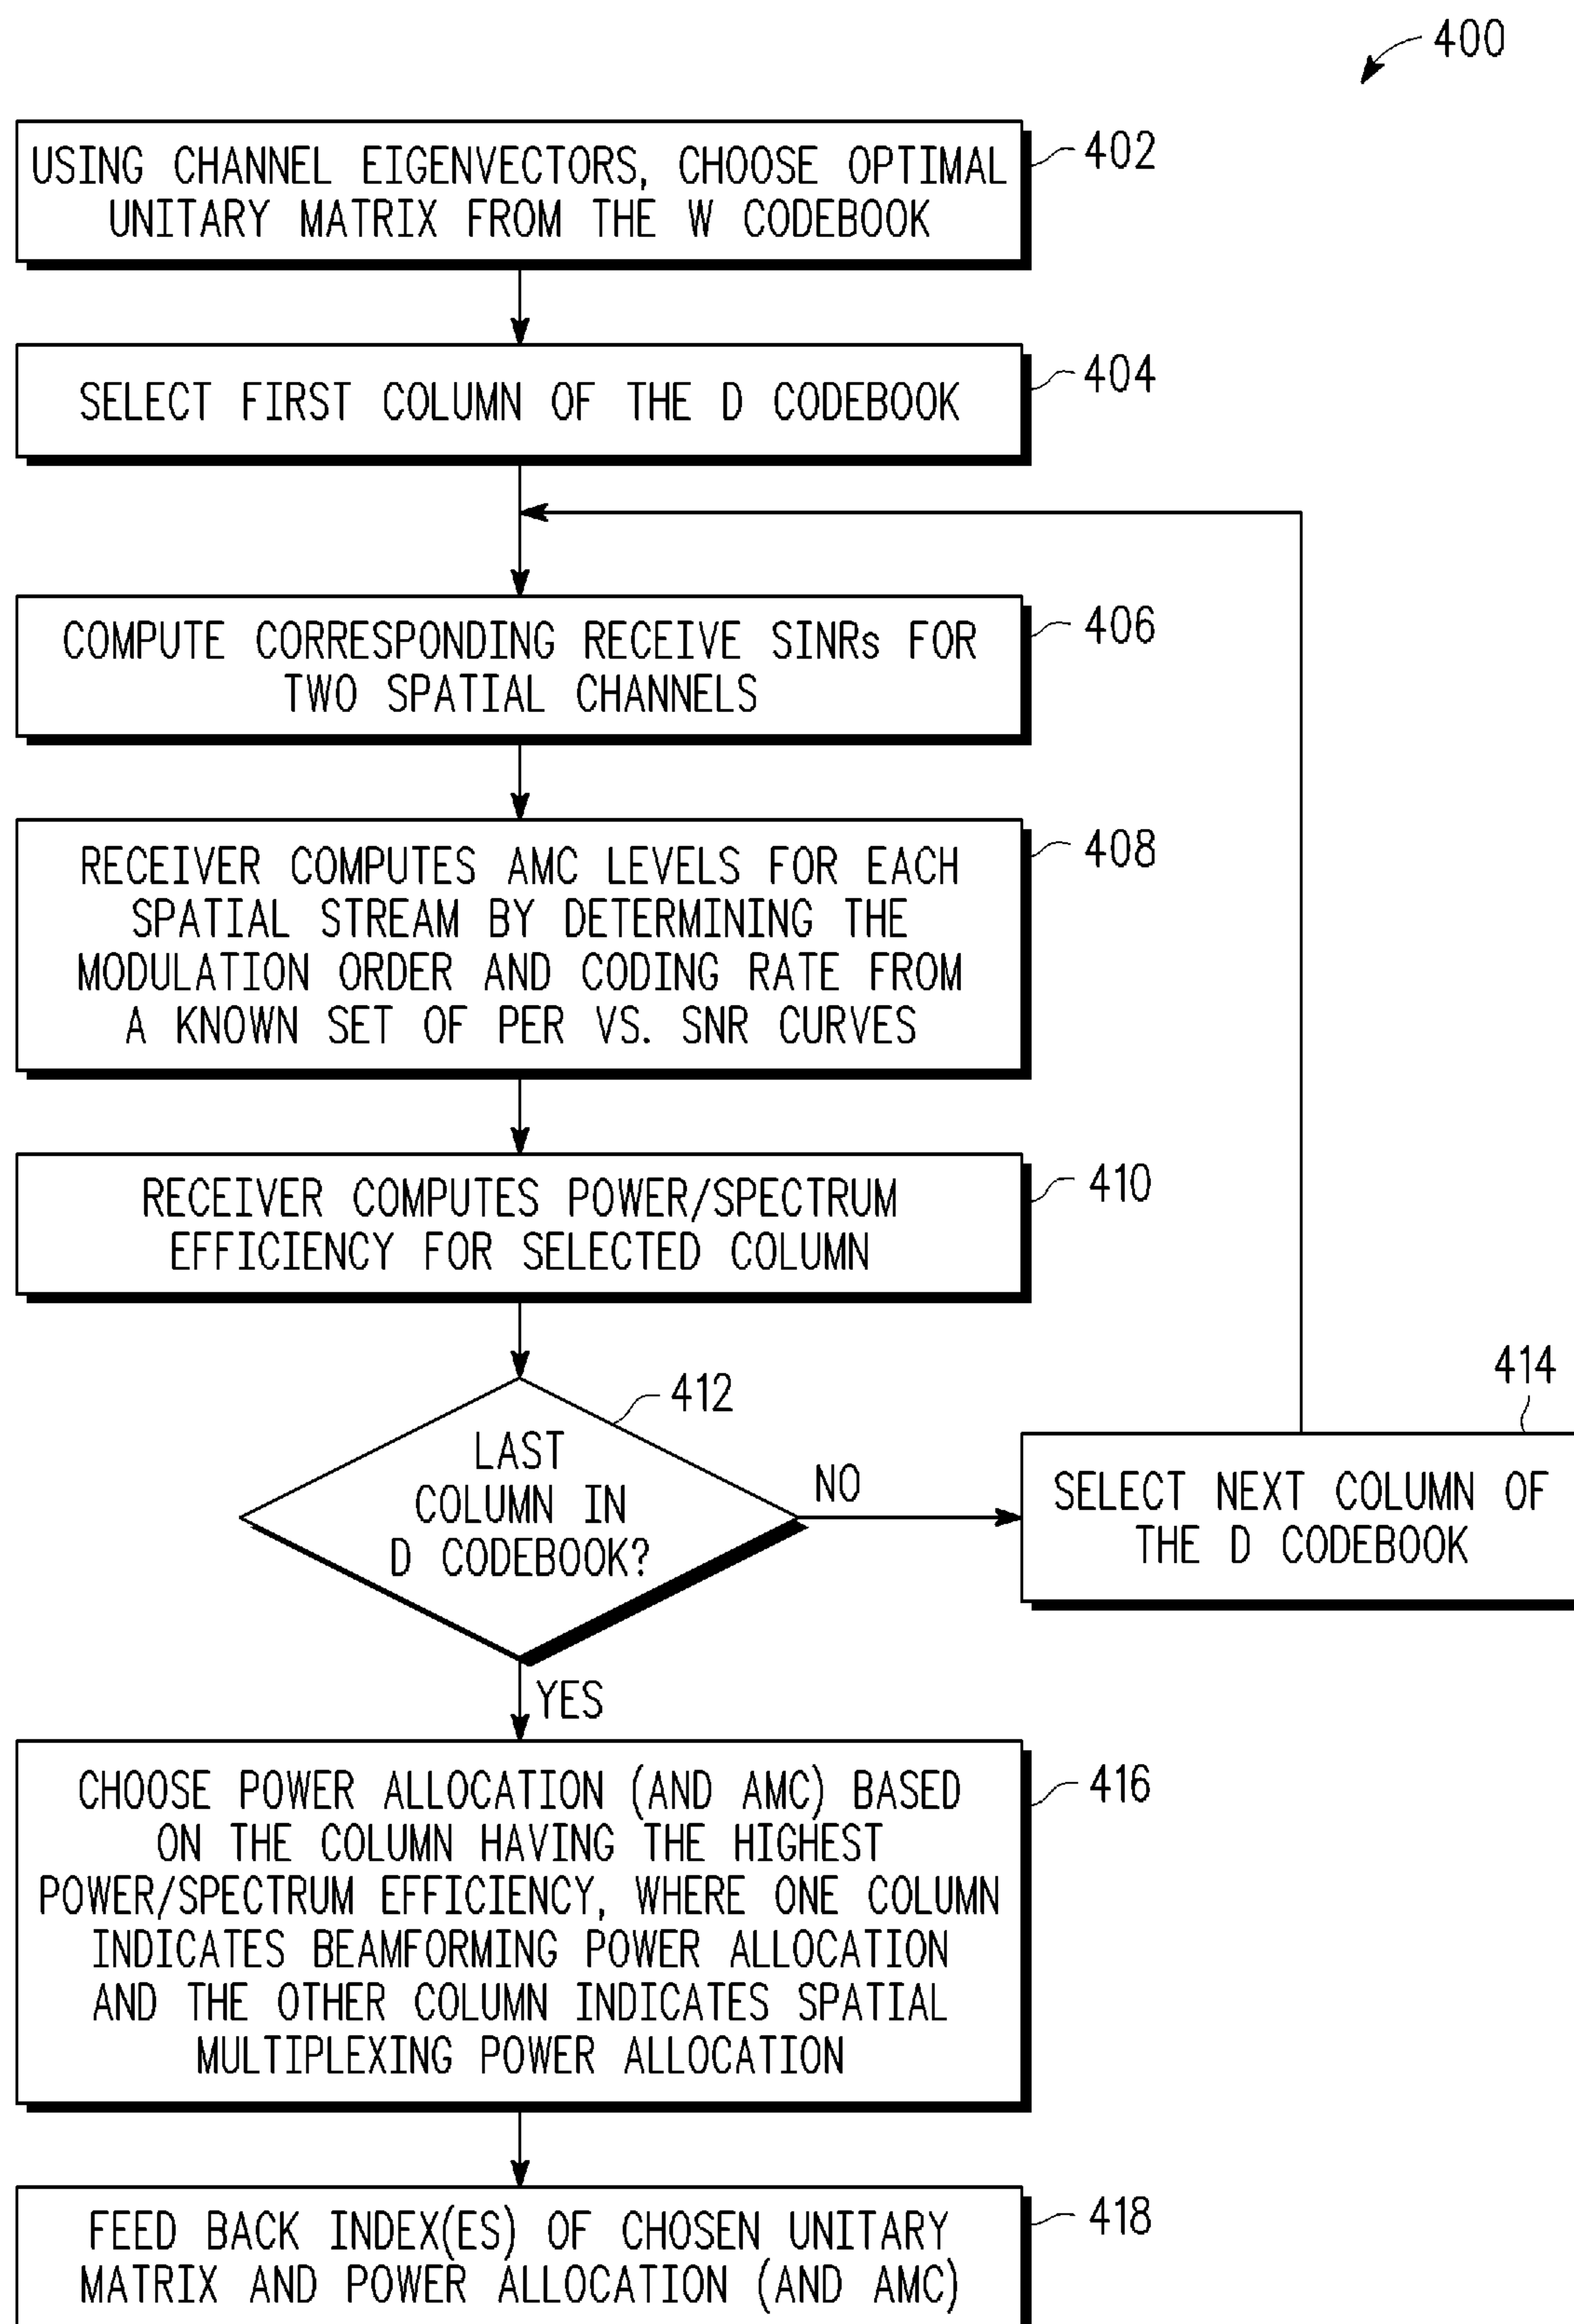 400
USING CHANNEL EIGENVECTORS, CHOOSE OPTIMAL
UNITARY MATRIX FROM THE W CODEBOOK
402
SELECT FIRST COLUMN OF THE D CODEBOOK
404
COMPUTE CORRESPONDING RECEIVE SINRs FOR
TWO SPATIAL CHANNELS
406
RECEIVER COMPUTES AMC LEVELS FOR EACH
SPATIAL STREAM BY DETERMINING THE
MODULATION ORDER AND CODING RATE FROM
A KNOWN SET OF PER VS. SNR CURVES
408
RECEIVER COMPUTES POWER/SPECTRUM
EFFICIENCY FOR SELECTED COLUMN
410
LAST
COLUMN IN
D CODEBOOK?
412
NO
SELECT NEXT COLUMN OF
THE D CODEBOOK
414
YES
CHOOSE POWER ALLOCATION (AND AMC) BASED
ON THE COLUMN HAVING THE HIGHEST
POWER/SPECTRUM EFFICIENCY, WHERE ONE COLUMN
INDICATES BEAMFORMING POWER ALLOCATION
AND THE OTHER COLUMN INDICATES SPATIAL
MULTIPLEXING POWER ALLOCATION
416
FEED BACK INDEX(ES) OF CHOSEN UNITARY
MATRIX AND POWER ALLOCATION (AND AMC)
418